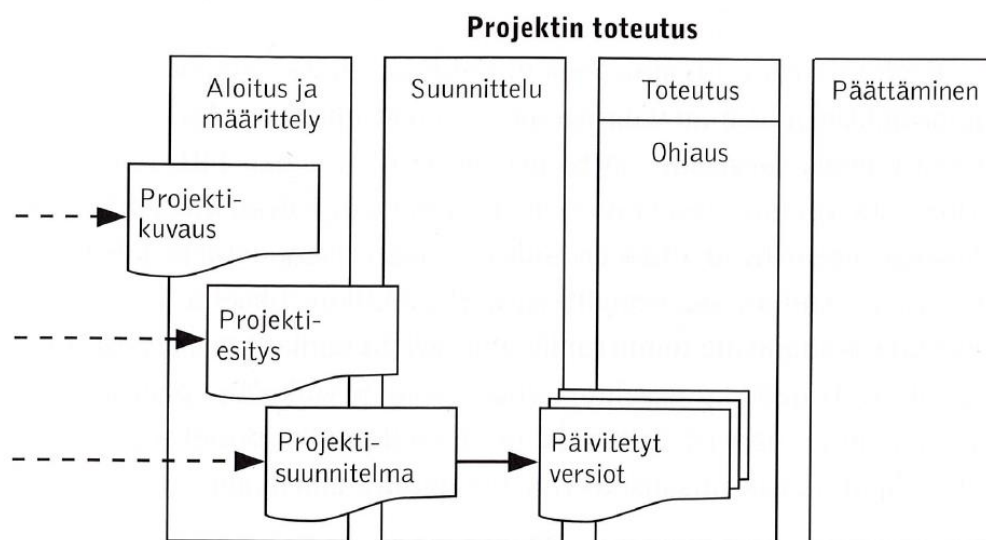 Projektin toteutus
Aloitus ja
määrittely
Suunnittelu
Toteutus
Ohjaus
Päättäminen
Projekti-
kuvaus
Projekti-
esitys
Projekti-
suunnitelma
Päivitetyt
versiot